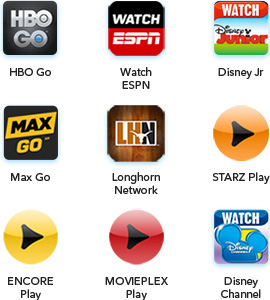 HBO
GO
WATCH
ESPN
WATCH
Disney
Junior
HBO Go
Watch
ESPN
Disney Jr
MAX
GO
LHN
Max Go
Longhorn
Network
STARZ Play
WATCH
Disney
Channel
ENCORE
Play
MOVIEPLEX
Play
Disney
Channel